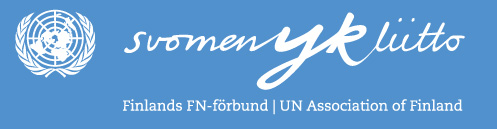 suomen yk liitto
Finlands FN-förbund | UN Association of Finland